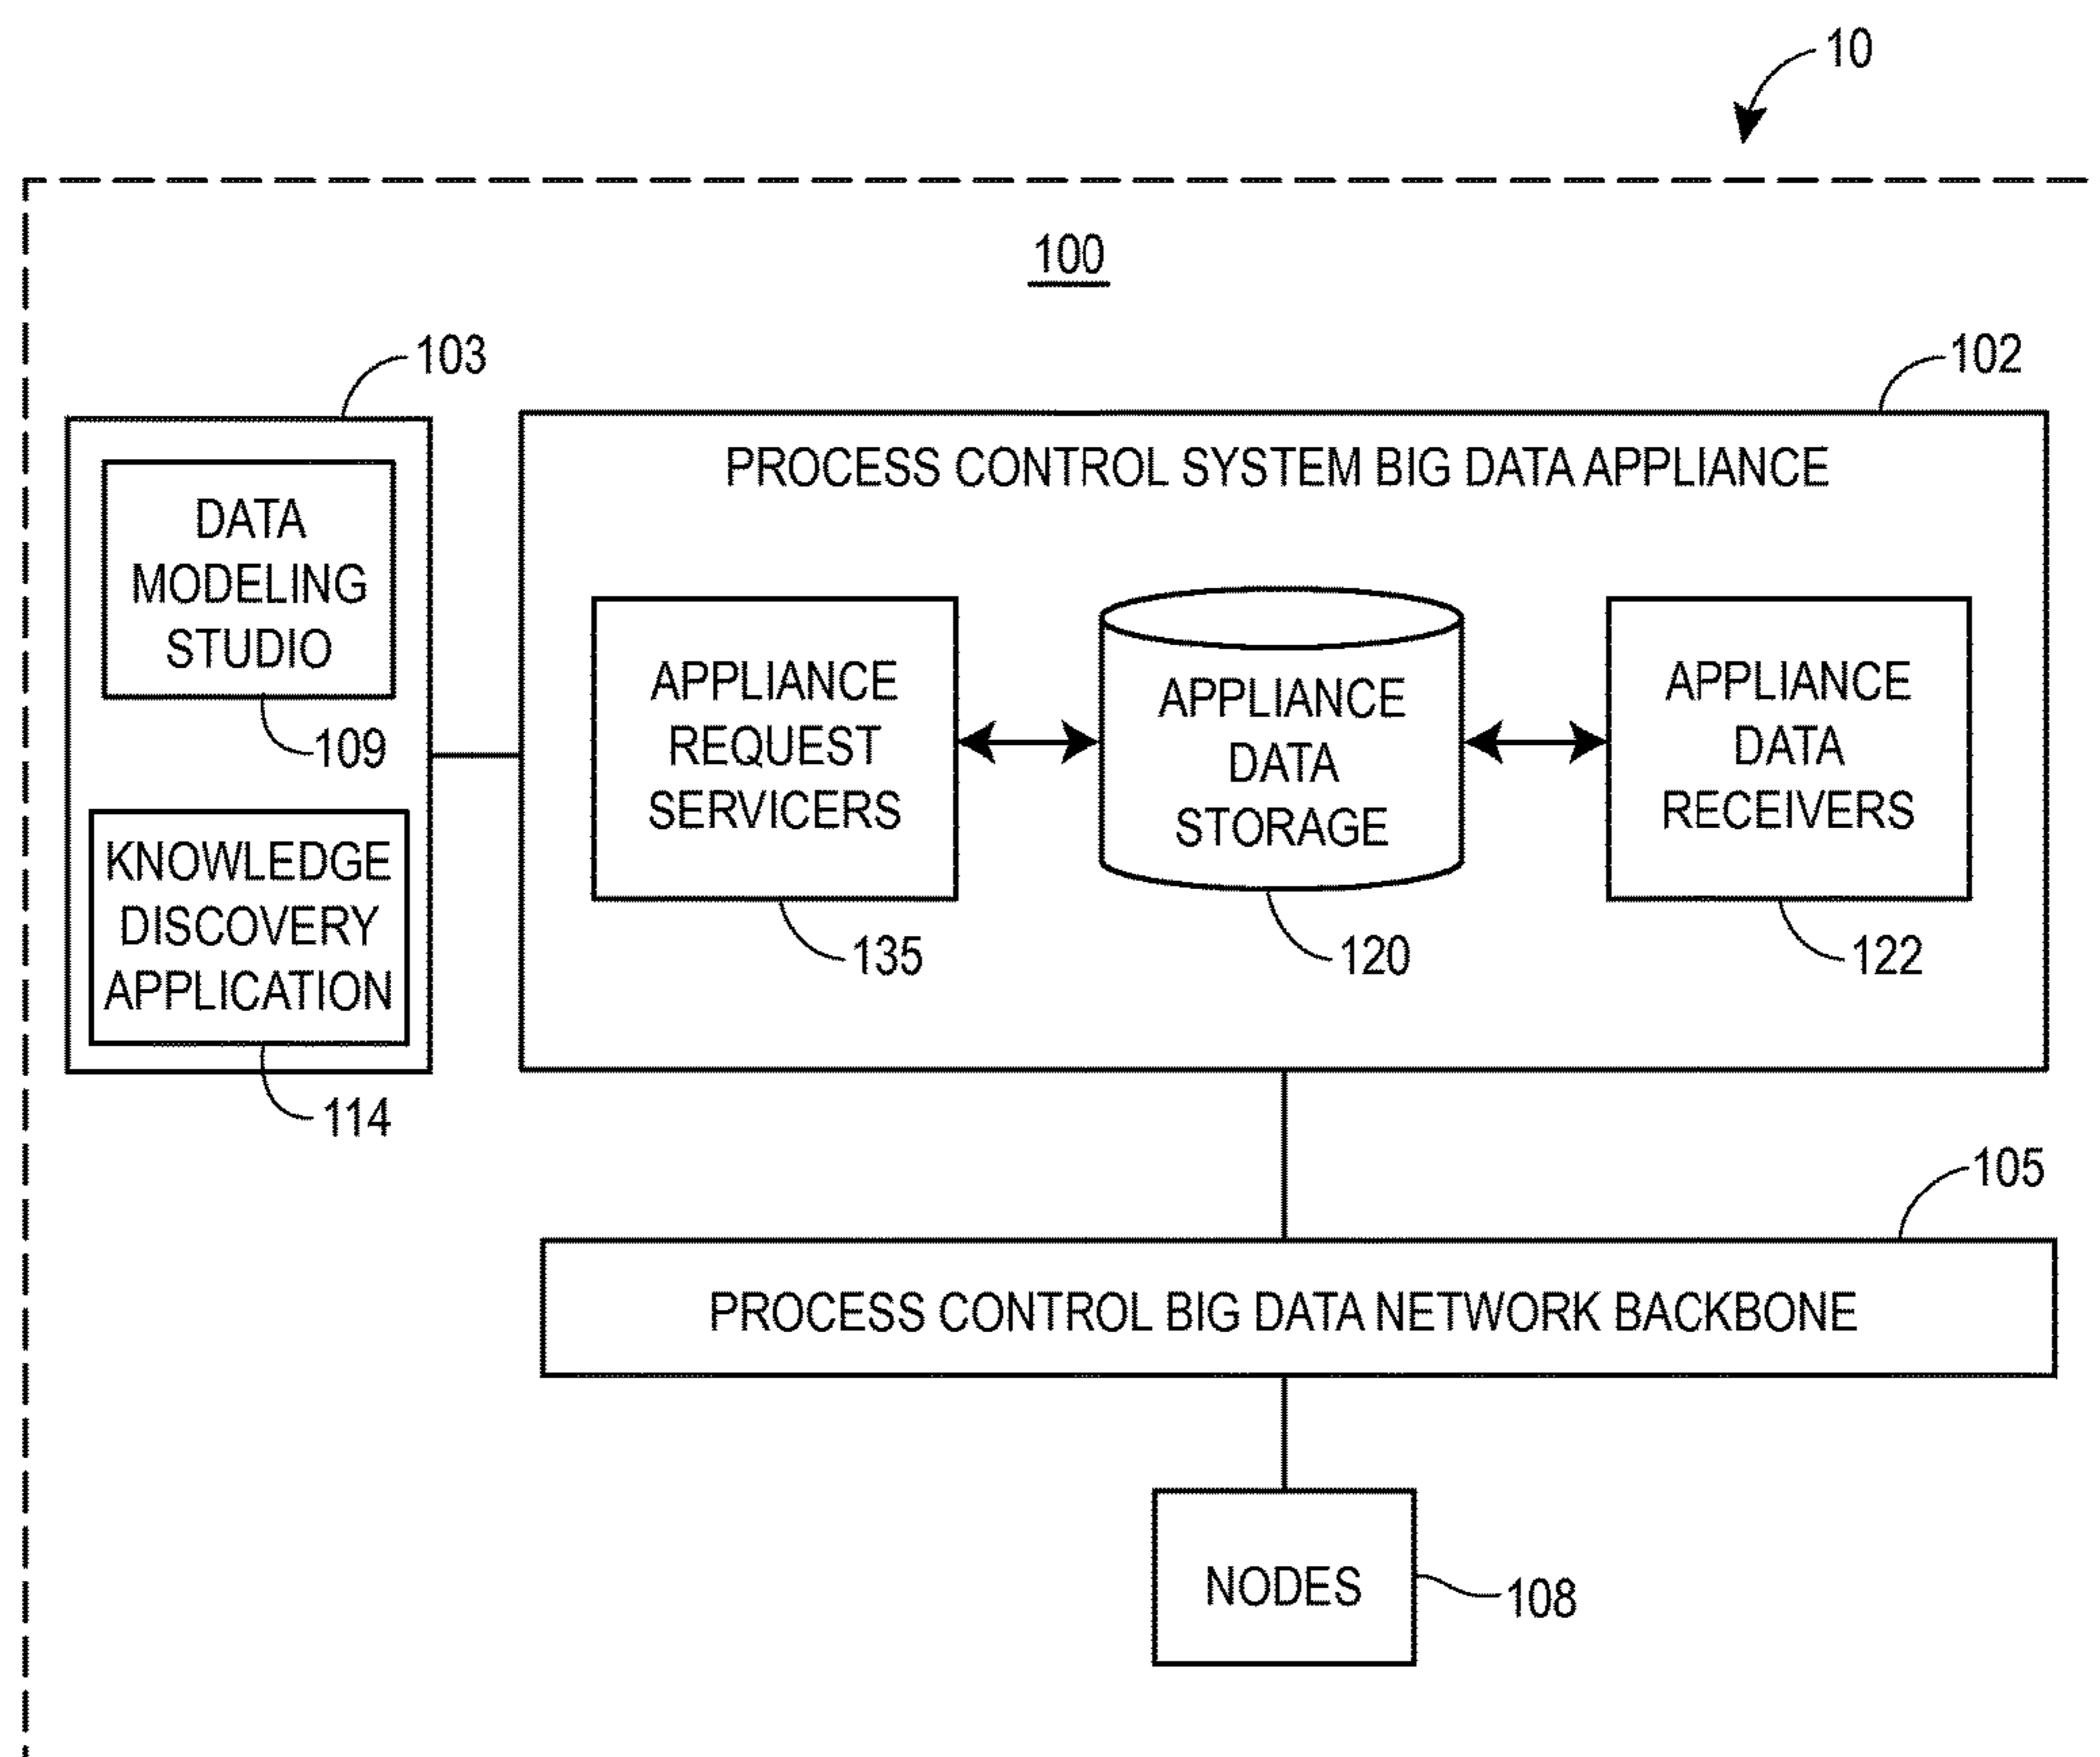 10
100
103
102
PROCESS CONTROL SYSTEM BIG DATA APPLIANCE
DATA
MODELING
STUDIO
109
KNOWLEDGE
DISCOVERY
APPLICATION
114
APPLIANCE
REQUEST
SERVICERS
135
APPLIANCE
DATA
STORAGE
120
APPLIANCE
DATA
RECEIVERS
122
105
PROCESS CONTROL BIG DATA NETWORK BACKBONE
NODES
108